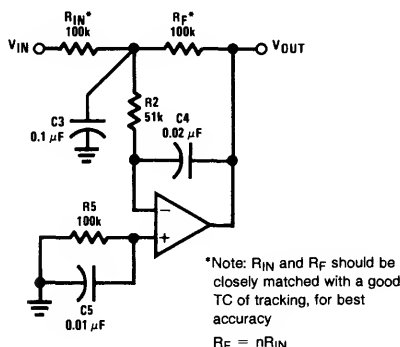 RIN* 100k
RF* 100k
VIN
VOUT
R2
51k
C4
0.02 μF
C3
0.1 μF
R5
100k
−
+
C5
0.01 μF
*Note: RIN and RF should be
closely matched with a good
TC of tracking, for best
accuracy
RF = nRIN